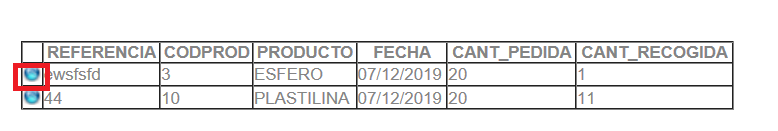 REFERENCIA CODPROD PRODUCTO FECHA CANT_PEDIDA CANT_RECOGIDA
ewsfsfd 3 ESFERO 07/12/2019 20 1
44 10 PLASTILINA 07/12/2019 20 11